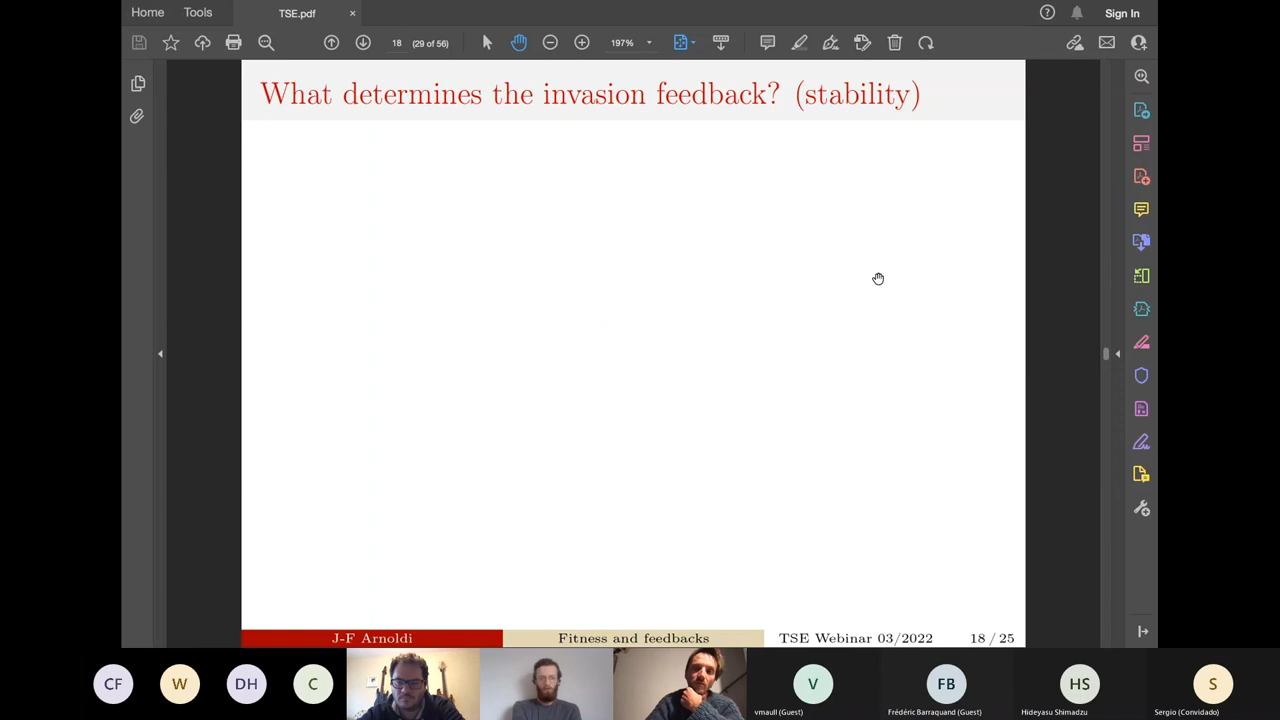 Home Tools TSE.pdf × Sign In
18 (29 of 56) 197%
What determines the invasion feedback? (stability)
J-F Arnoldi Fitness and feedbacks TSE Webinar 03/2022 18 / 25
CF W DH C V FB HS S
vmaull (Guest) Frédéric Barraquand (Guest) Hideyasu Shimadzu Sergio (Convidado)